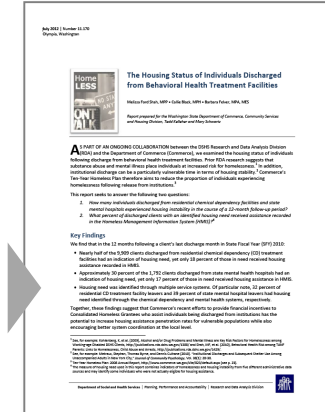 July 2012 | Number 11.176
Olympia, Washington
Home
LESS
The Housing Status of Individuals Discharged
from Behavioral Health Treatment Facilities
Melissa Ford Shah, MPP • Callie Black, MPH • Barbara Felver, MPA, MES
Report prepared for the Washington State Department of Commerce, Community Services
and Housing Division, Tedd Kelleher and Mary Schwartz
AS PART OF AN ONGOING COLLABORATION between the DSHS Research and Data Analysis Division
(RDA) and the Department of Commerce (Commerce), we examined the housing status of individuals
following discharge from behavioral health treatment facilities. Prior RDA research suggests that
substance abuse and mental illness place individuals at increased risk for homelessness.¹ In addition,
institutional discharge can be a particularly vulnerable time in terms of housing stability.² Commerce's
Ten-Year Homeless Plan therefore aims to reduce the proportion of individuals experiencing
homelessness following release from institutions.³
This report seeks to answer the following two questions:
1. How many individuals discharged from residential chemical dependency facilities and state
mental hospitals experienced housing instability in the course of a 12-month follow-up period?
2. What percent of discharged clients with an identified housing need received assistance recorded
in the Homeless Management Information System (HMIS)?⁴
Key Findings
We find that in the 12 months following a client's last discharge month in State Fiscal Year (SFY) 2010:
• Nearly half of the 9,909 clients discharged from residential chemical dependency (CD) treatment
facilities had an indication of housing need, yet only 18 percent of those in need received housing
assistance recorded in HMIS.
• Approximately 30 percent of the 1,792 clients discharged from state mental health hospitals had an
indication of housing need, yet only 17 percent of those in need received assistance in HMIS.
• Housing need was identified through multiple service systems. Of particular note, 32 percent of
residential CD treatment facility leavers and 39 percent of state mental hospital leavers had housing
need identified through the chemical dependency and mental health systems, respectively.
Together, these findings suggest that Commerce's recent efforts to provide financial incentives to
Consolidated Homeless Grantees who assist individuals being discharged from institutions has the
potential to increase housing assistance penetration rates for vulnerable populations while also
encouraging better system coordination at the local level.
Department of Social and Health Services | Planning, Performance and Accountability | Research and Data Analysis Division